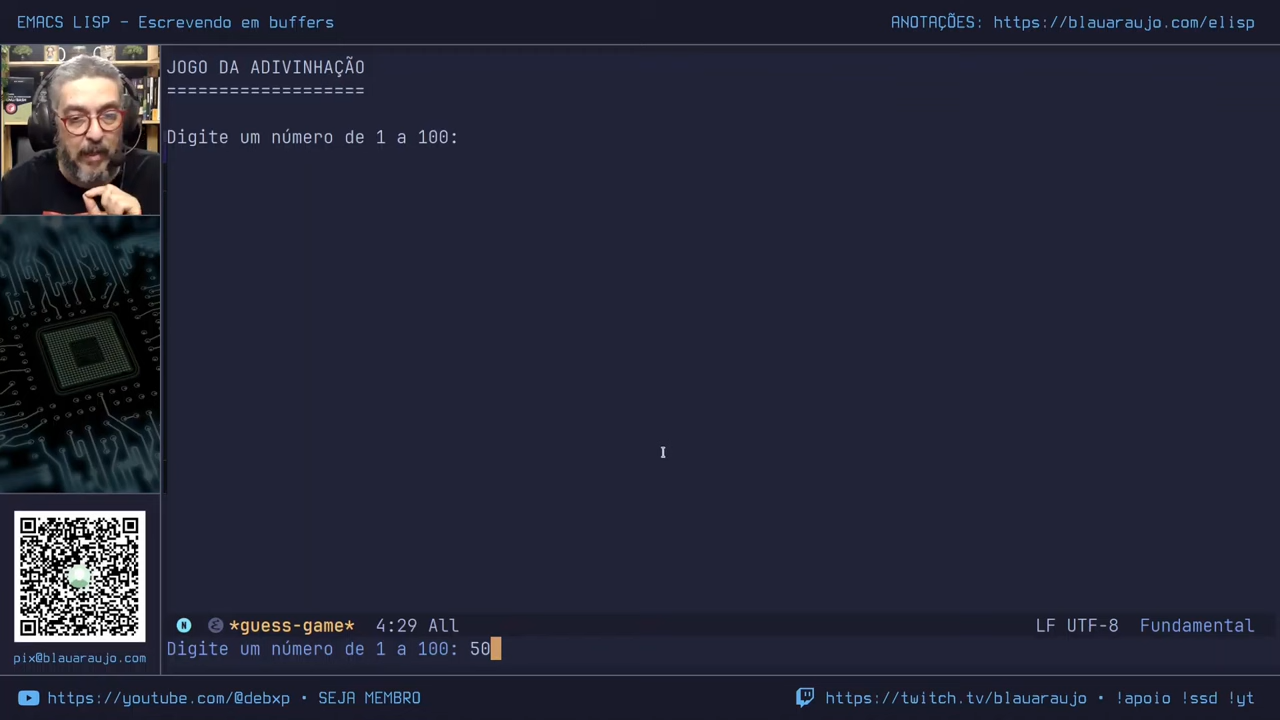 EMACS LISP - Escrevendo em buffers
ANOTAÇÕES: https://blauaraujo.com/elisp
JOGO DA ADIVINHAÇÃO
===================
Digite um número de 1 a 100:
*guess-game* 4:29 All
LF UTF-8 Fundamental
Digite um número de 1 a 100: 50
pix@blauaraujo.com
https://youtube.com/@debxp • SEJA MEMBRO
https://twitch.tv/blauaraujo • !apoio !ssd !yt